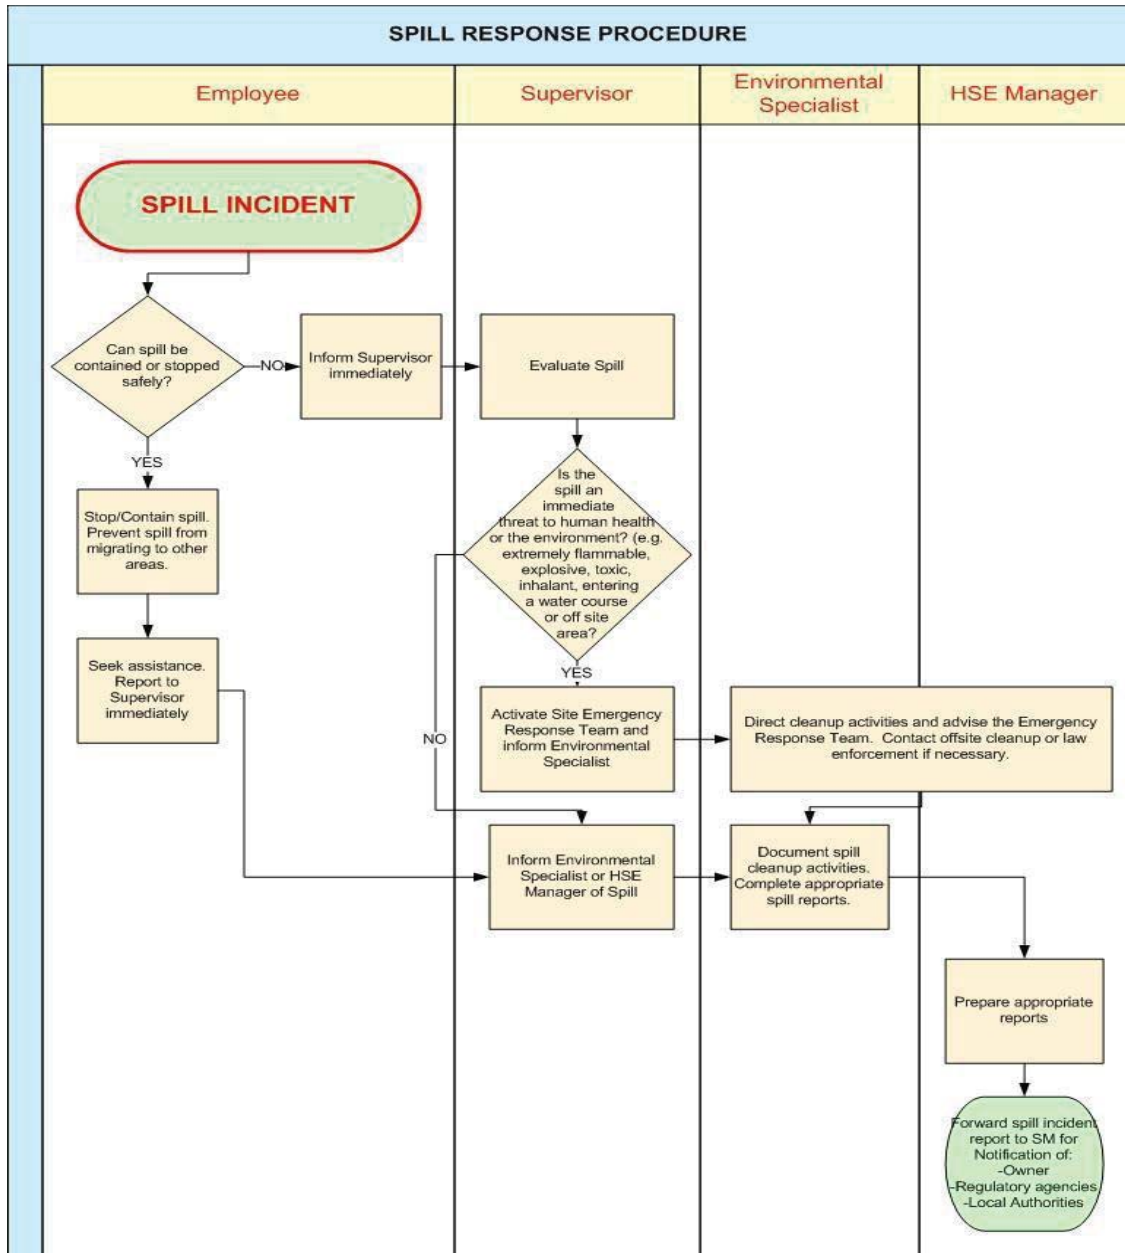 SPILL RESPONSE PROCEDURE
Employee
Supervisor
Environmental
Specialist
HSE Manager
SPILL INCIDENT
Can spill be
contained or stopped
safely?
NO
Inform Supervisor
immediately
Evaluate Spill
YES
Stop/Contain spill.
Prevent spill from
migrating to other
areas.
Is the
spill an
immediate
threat to human health
or the environment? (e.g.
extremely flammable,
explosive, toxic,
inhalant, entering
a water course
or off site
area?
Seek assistance.
Report to
Supervisor
immediately
YES
NO
Activate Site Emergency
Response Team and
inform Environmental
Specialist
Direct cleanup activities and advise the Emergency
Response Team. Contact offsite cleanup or law
enforcement if necessary.
Inform Environmental
Specialist or HSE
Manager of Spill
Document spill
cleanup activities.
Complete appropriate
spill reports.
Prepare appropriate
reports
Forward spill incident
report to SM for
Notification of:
-Owner
-Regulatory agencies
-Local Authorities